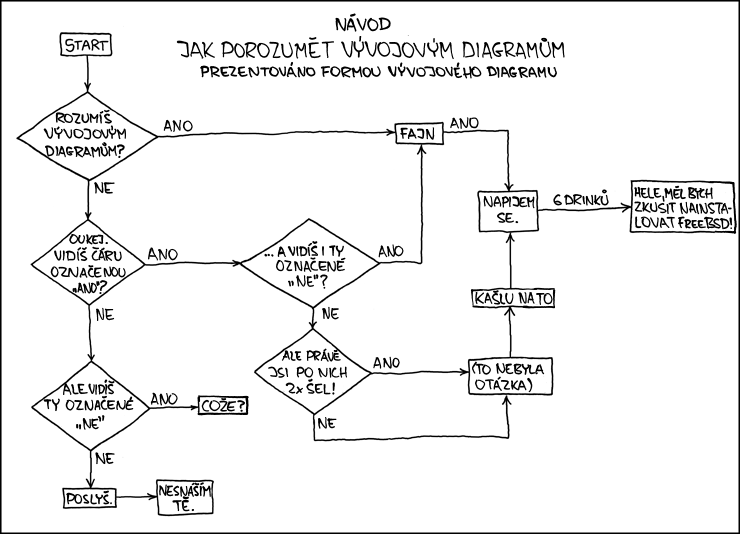 NÁVOD
JAK POROZUMĚT VÝVOJOVÝM DIAGRAMŮM
PREZENTOVÁNO FORMOU VÝVOJOVÉHO DIAGRAMU
START
ROZUMÍŠ
VÝVOJOVÝM
DIAGRAMŮM?
ANO
FAJN
ANO
NE
NAPIJEM
SE.
6 DRINKŮ
HELE, MĚL BYCH
ZKUSIT NAINSTA-
LOVAT FREEBSD!
OUKEJ.
VIDÍŠ ČÁRU
OZNAČENOU
„ANO"?
ANO
... A VIDÍŠ I TY
OZNAČENÉ
„NE"?
ANO
NE
NE
KAŠLU NA TO
ALE PRÁVĚ
JSI PO NICH
2x ŠEL!
ANO
(TO NEBYLA
OTÁZKA)
NE
ALE VIDÍŠ
TY OZNAČENÉ
„NE"
ANO
COŽE?
NE
POSLYŠ.
NESNÁŠÍM
TĚ.